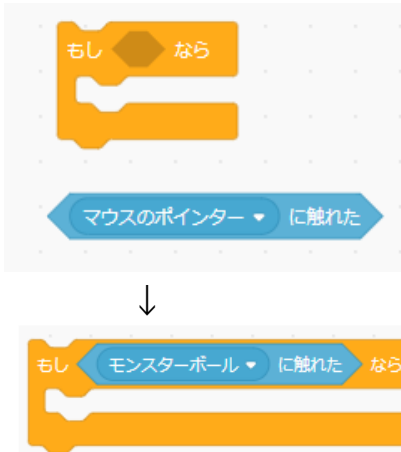 もし なら
マウスのポインター に触れた
↓
もし モンスターボール に触れた なら